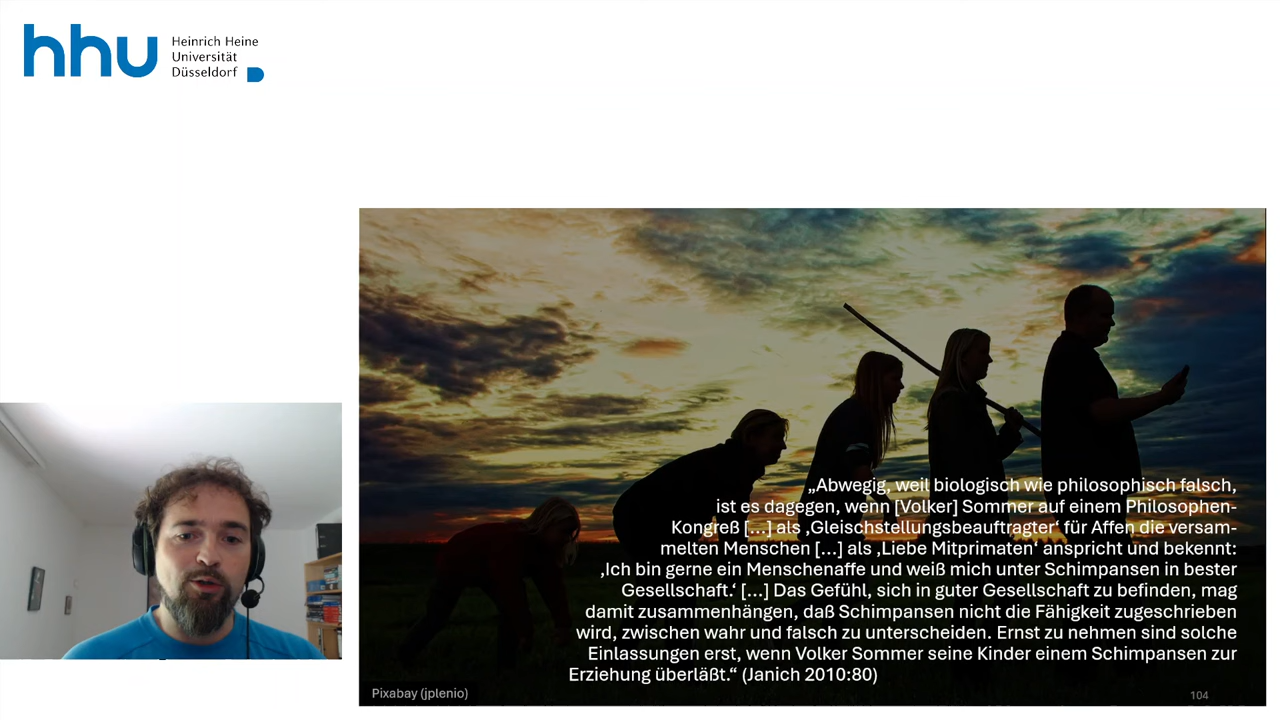 hhu Heinrich Heine
Universität
Düsseldorf
„Abwegig, weil biologisch wie philosophisch falsch,
ist es dagegen, wenn [Volker] Sommer auf einem Philosophen-
Kongreß [...] als ‚Gleischstellungsbeauftragter‘ für Affen die versam-
melten Menschen [...] als ‚Liebe Mitprimaten‘ anspricht und bekennt:
‚Ich bin gerne ein Menschenaffe und weiß mich unter Schimpansen in bester
Gesellschaft.‘ [...] Das Gefühl, sich in guter Gesellschaft zu befinden, mag
damit zusammenhängen, daß Schimpansen nicht die Fähigkeit zugeschrieben
wird, zwischen wahr und falsch zu unterscheiden. Ernst zu nehmen sind solche
Einlassungen erst, wenn Volker Sommer seine Kinder einem Schimpansen zur
Erziehung überläßt.“ (Janich 2010:80)
Pixabay (jplenio)
104